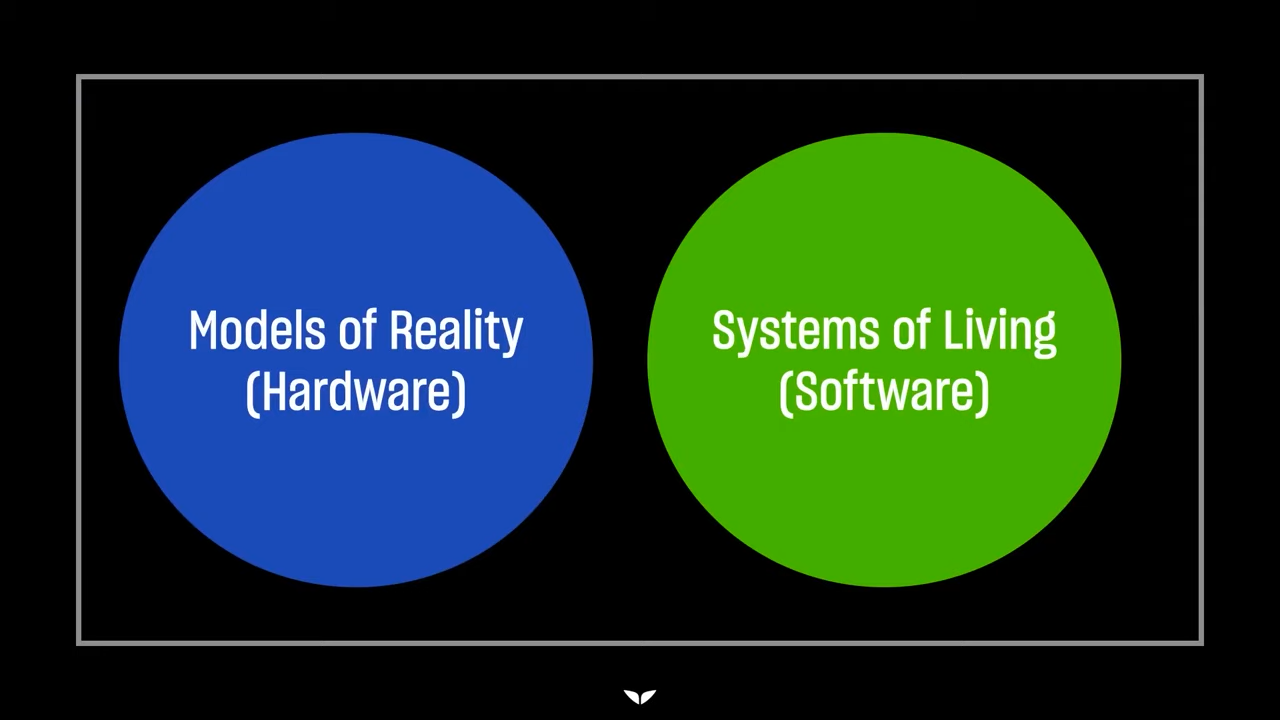 Models of Reality
(Hardware)
Systems of Living
(Software)